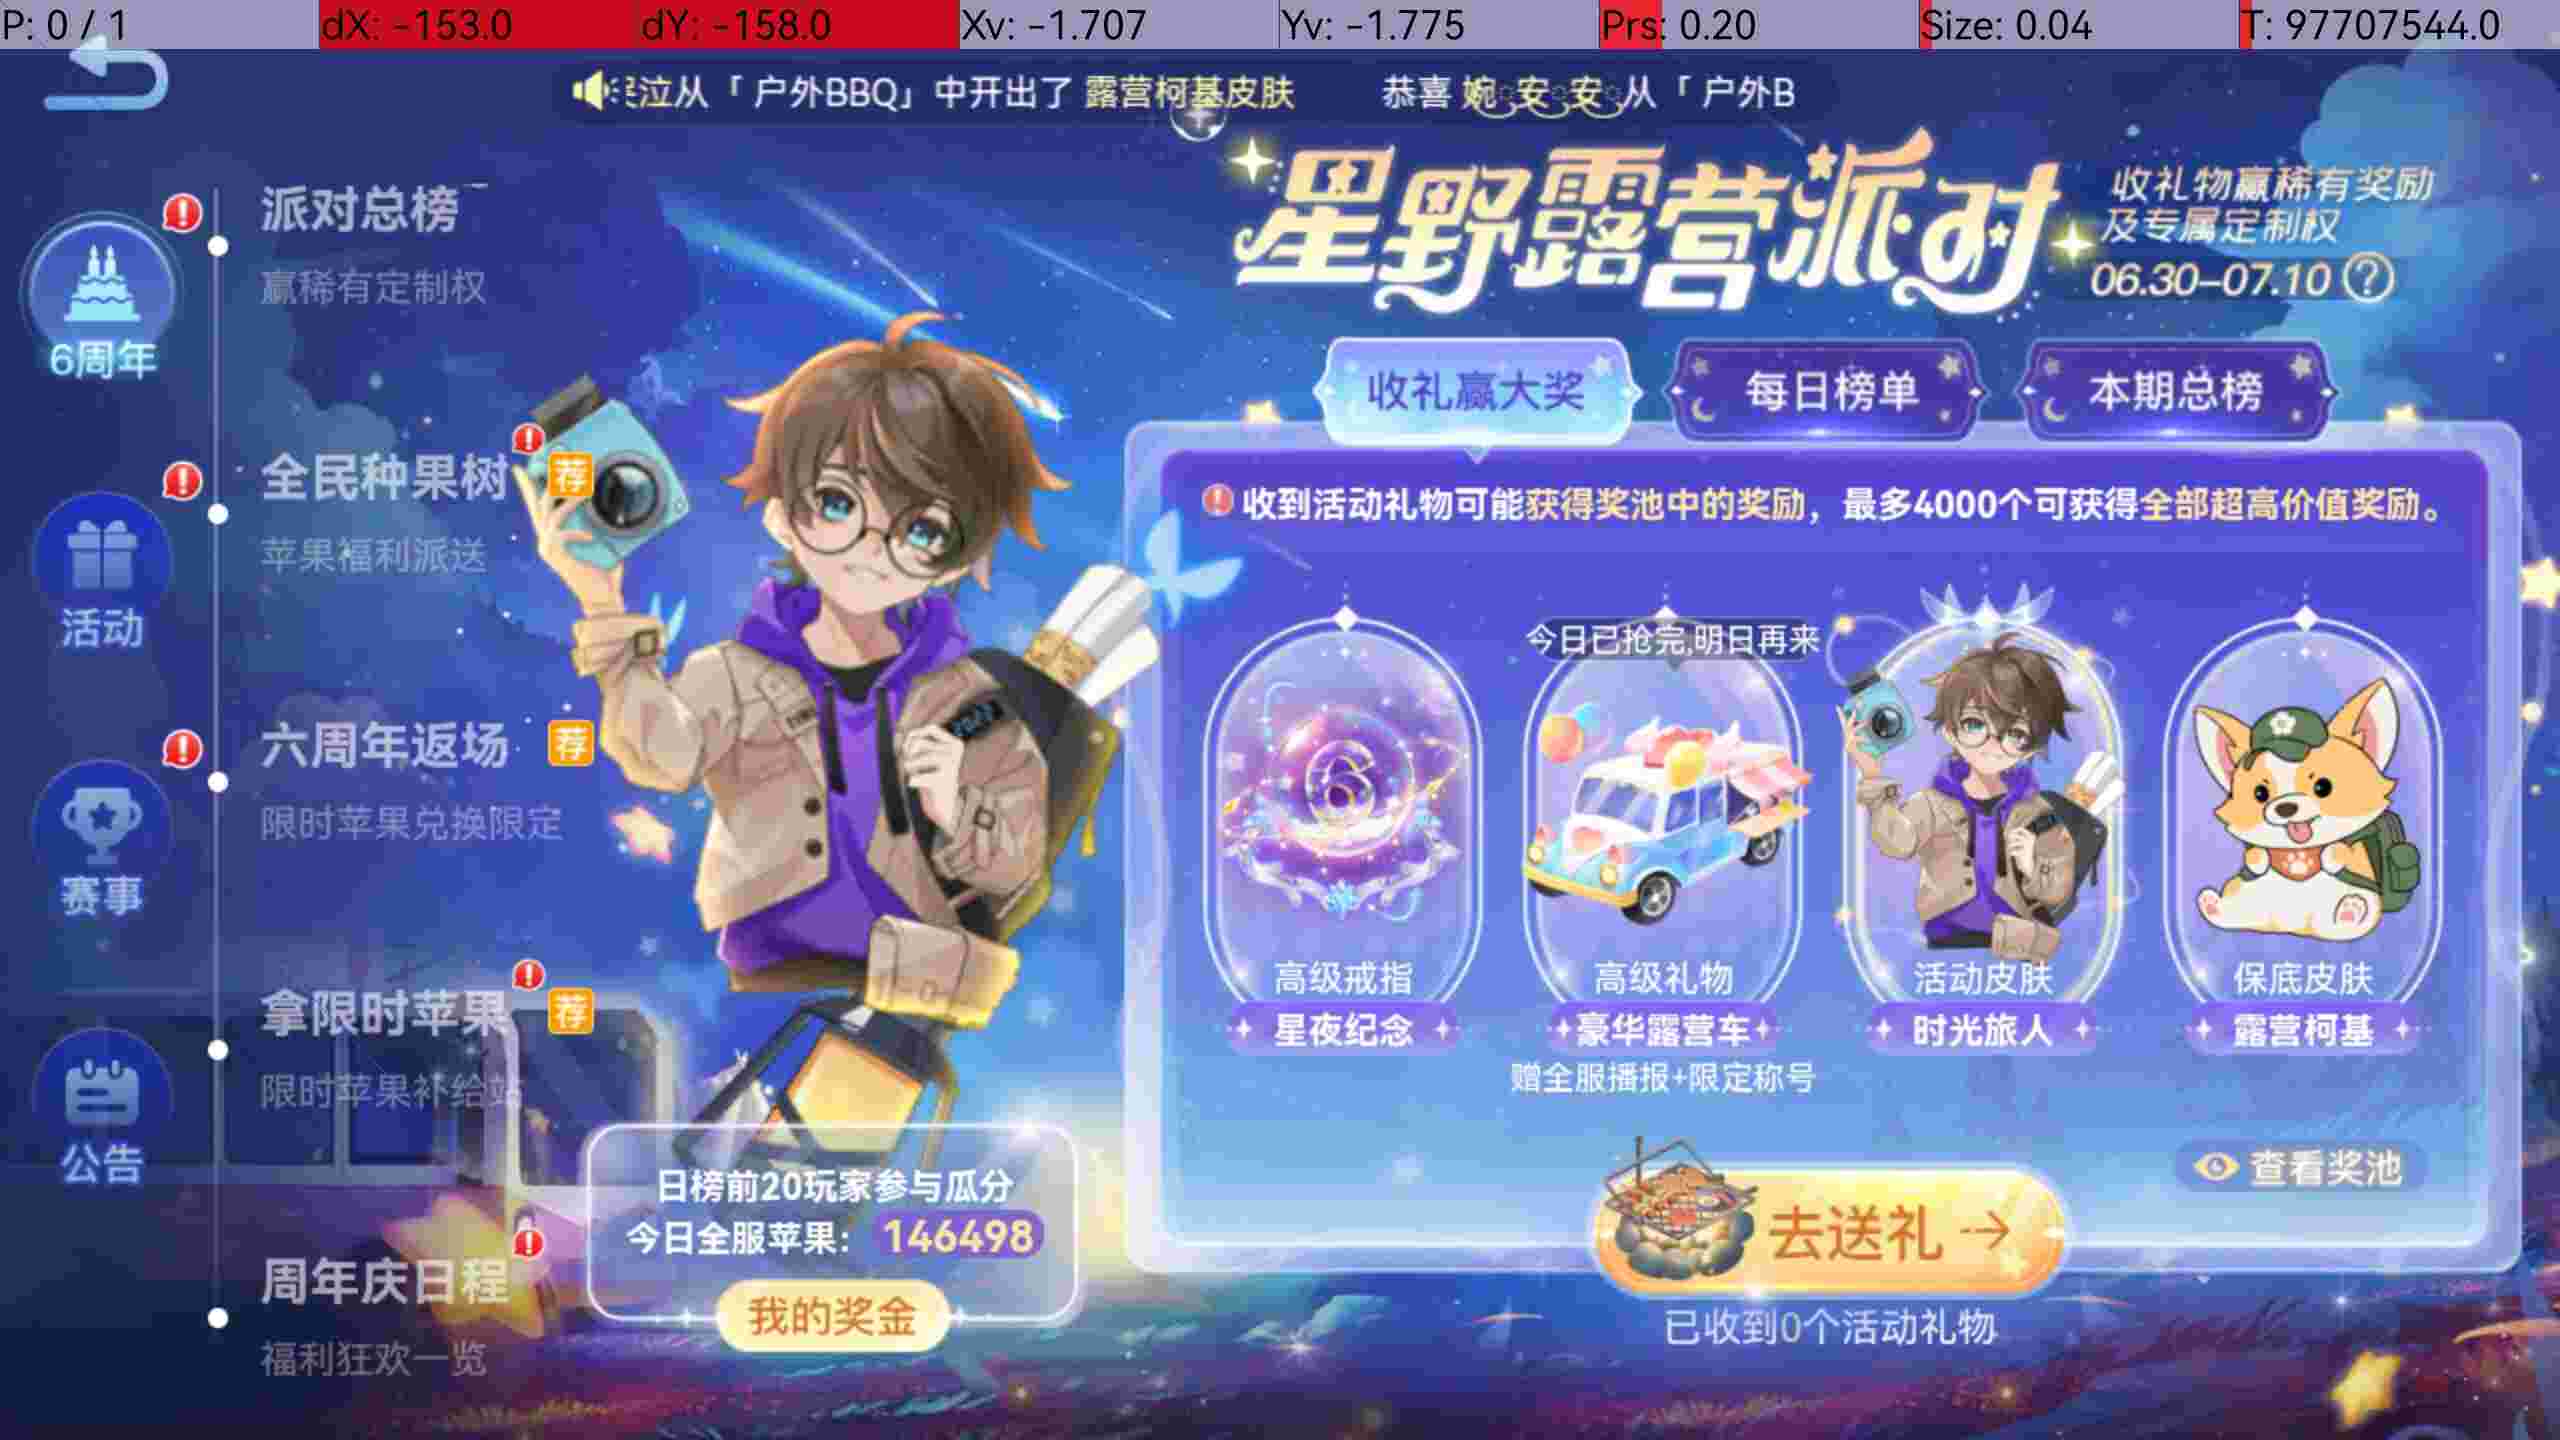 P: 0 / 1
dX: -153.0
dY: -158.0
Xv: -1.707
Yv: -1.775
Prs: 0.20
Size: 0.04
T: 97707544.0
泣从「户外BBQ」中开出了 露营柯基皮肤 恭喜 婉 安 安 从「户外B
派对总榜
赢稀有定制权
6周年
全民种果树 荐
苹果福利派送
活动
六周年返场 荐
限时苹果兑换限定
赛事
拿限时苹果 荐
限时苹果补给站
公告
周年庆日程
福利狂欢一览
星野露营派对
收礼物赢稀有奖励
及专属定制权
06.30-07.10 ?
收礼赢大奖
每日榜单
本期总榜
收到活动礼物可能获得奖池中的奖励，最多4000个可获得全部超高价值奖励。
今日已抢完,明日再来
6
高级戒指
星夜纪念
高级礼物
豪华露营车
赠全服播报+限定称号
活动皮肤
时光旅人
保底皮肤
露营柯基
查看奖池
去送礼→
已收到0个活动礼物
日榜前20玩家参与瓜分
今日全服苹果： 146498
我的奖金